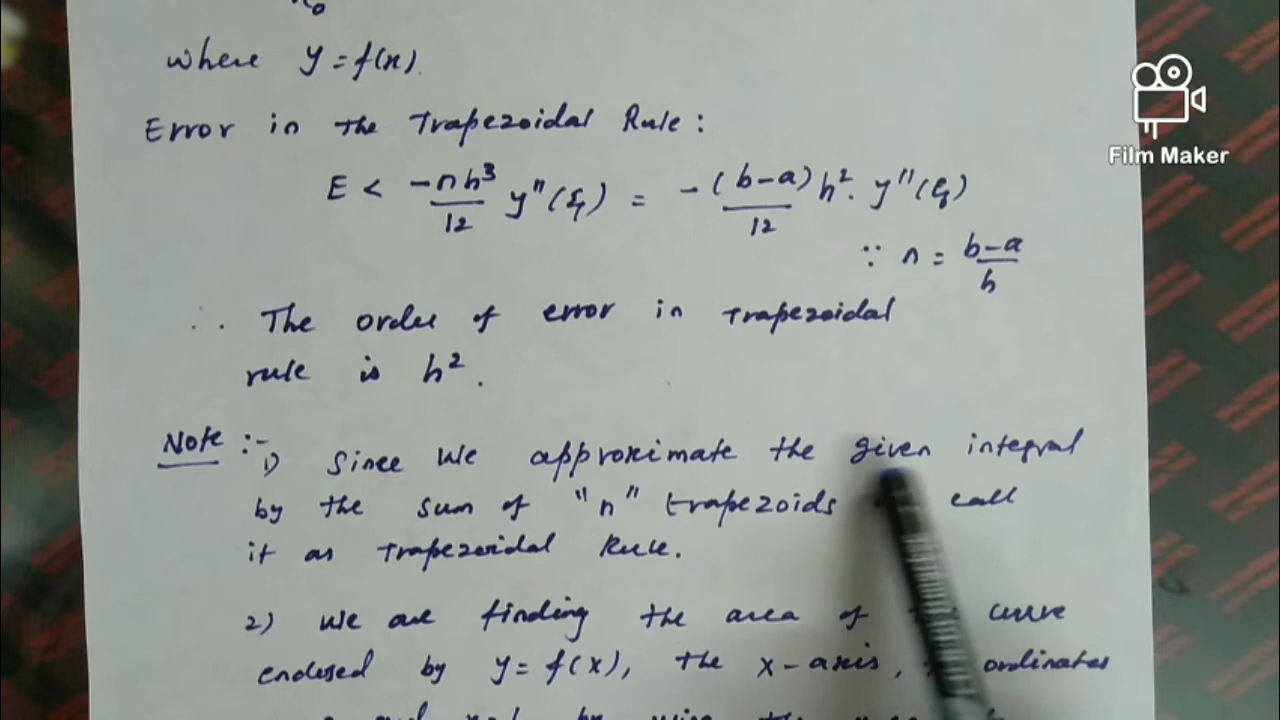 x₀
where y = f(x).
Error in the Trapezoidal Rule:
E < -nh³/12 y"(ξ) = -(b-a)/12 h². y"(ξ)
∵ n = b-a/h
∴ The order of error in trapezoidal
rule is h².
Note :- 1) Since we approximate the given integral
by the sum of "n" trapezoids call
it as trapezoidal Rule.
2) We are finding the area of curve
enclosed by y = f(x), the x-axis, ordinates
Film Maker